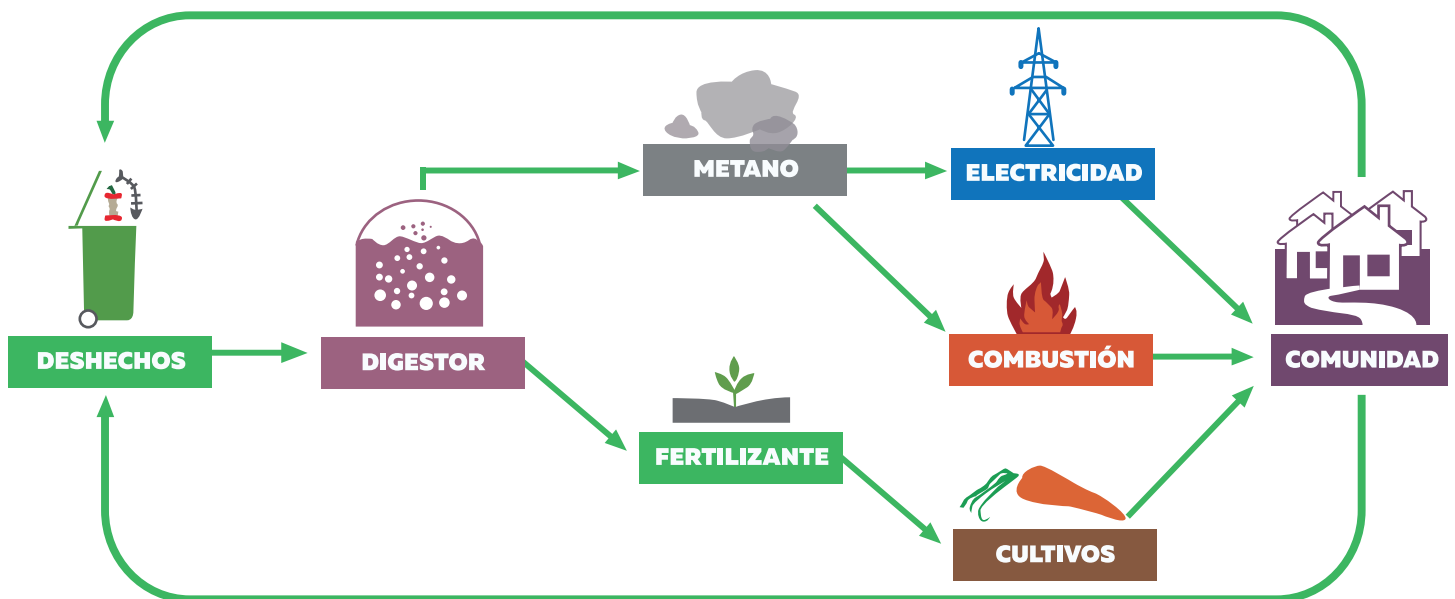 METANO
ELECTRICIDAD
DESHECHOS
DIGESTOR
COMBUSTIÓN
COMUNIDAD
FERTILIZANTE
CULTIVOS